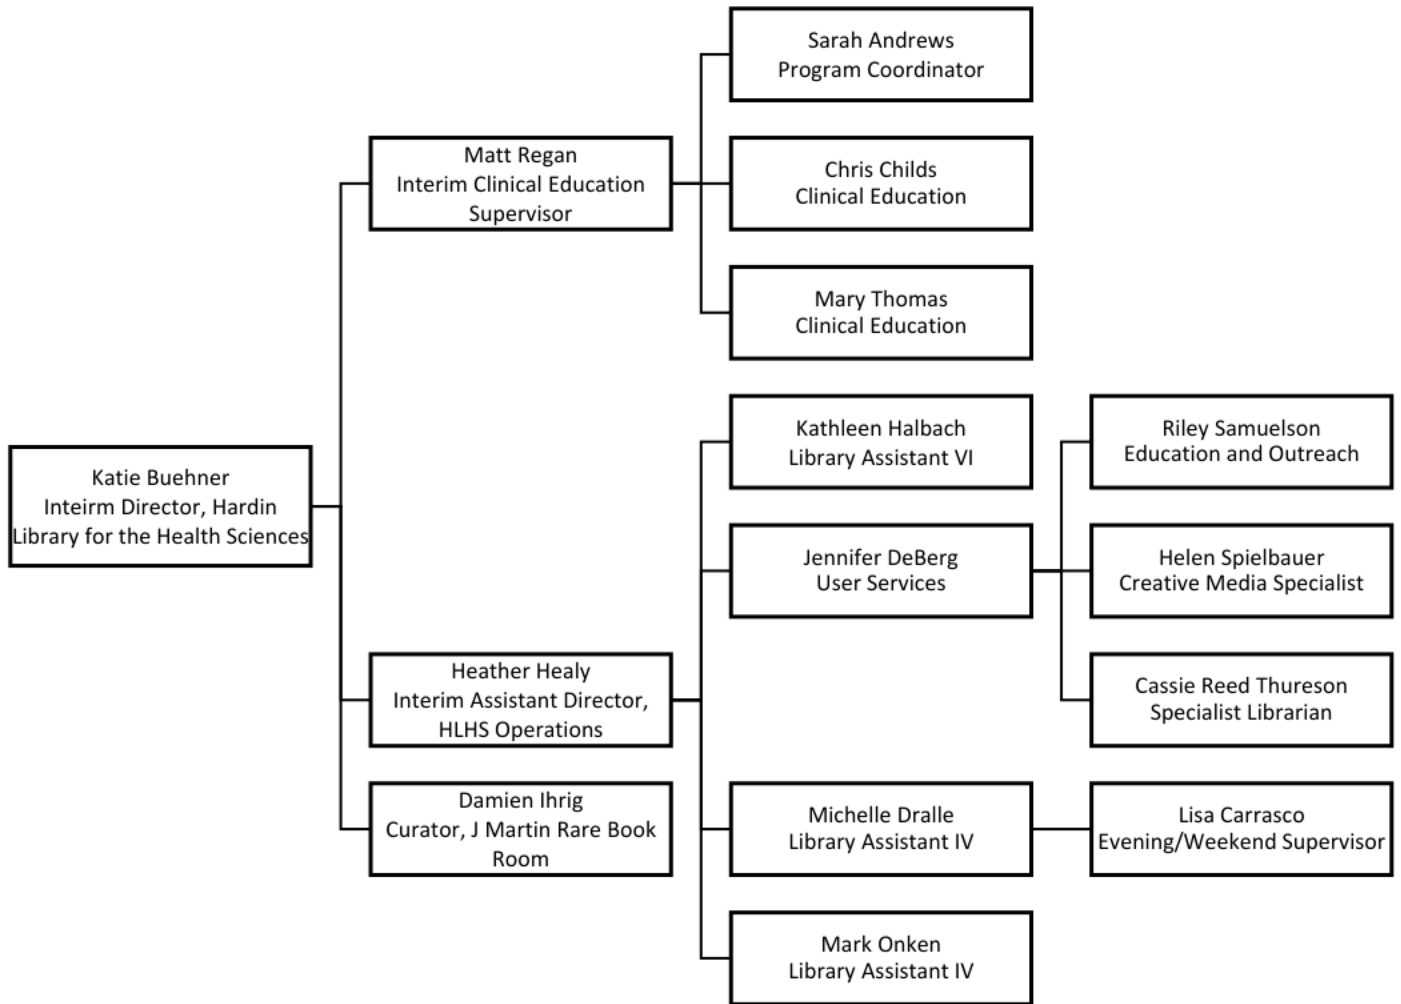 Sarah Andrews
Program Coordinator
Matt Regan
Interim Clinical Education
Supervisor
Chris Childs
Clinical Education
Mary Thomas
Clinical Education
Katie Buehner
Inteirm Director, Hardin
Library for the Health Sciences
Kathleen Halbach
Library Assistant VI
Riley Samuelson
Education and Outreach
Jennifer DeBerg
User Services
Helen Spielbauer
Creative Media Specialist
Heather Healy
Interim Assistant Director,
HLHS Operations
Cassie Reed Thureson
Specialist Librarian
Damien Ihrig
Curator, J Martin Rare Book
Room
Michelle Dralle
Library Assistant IV
Lisa Carrasco
Evening/Weekend Supervisor
Mark Onken
Library Assistant IV